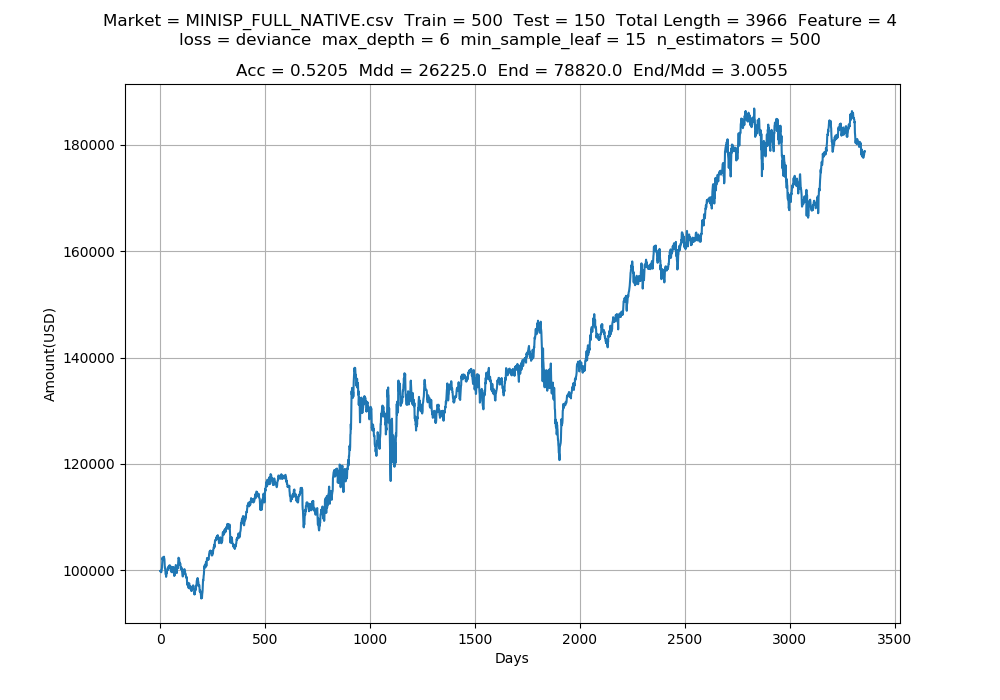 Market = MINISP_FULL_NATIVE.csv  Train = 500  Test = 150  Total Length = 3966  Feature = 4
loss = deviance  max_depth = 6  min_sample_leaf = 15  n_estimators = 500
Acc = 0.5205  Mdd = 26225.0  End = 78820.0  End/Mdd = 3.0055
180000
160000
140000
120000
100000
Amount(USD)
0 500 1000 1500 2000 2500 3000 3500
Days